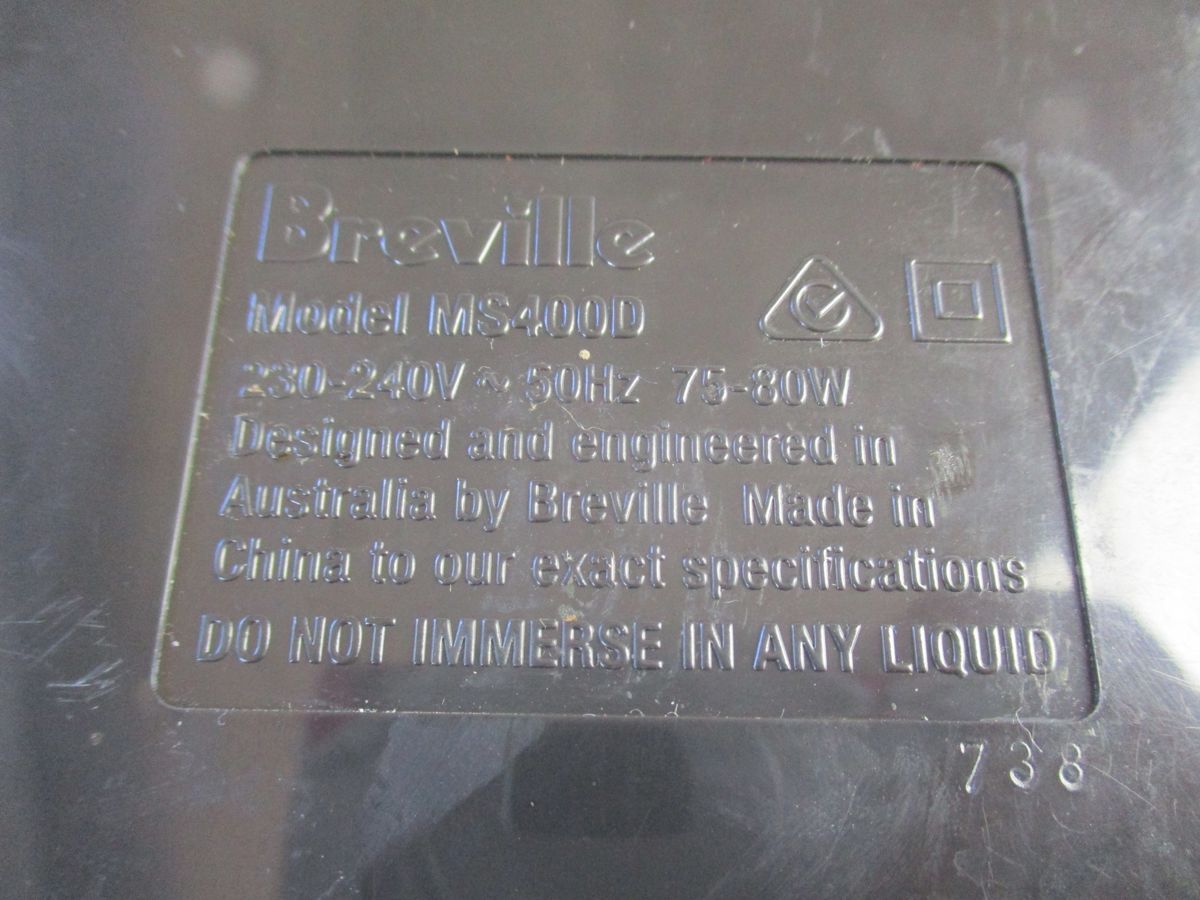 Breville
Model MS400D
230-240V ~ 50Hz 75-80W
Designed and engineered in
Australia by Breville Made in
China to our exact specifications
DO NOT IMMERSE IN ANY LIQUID
738